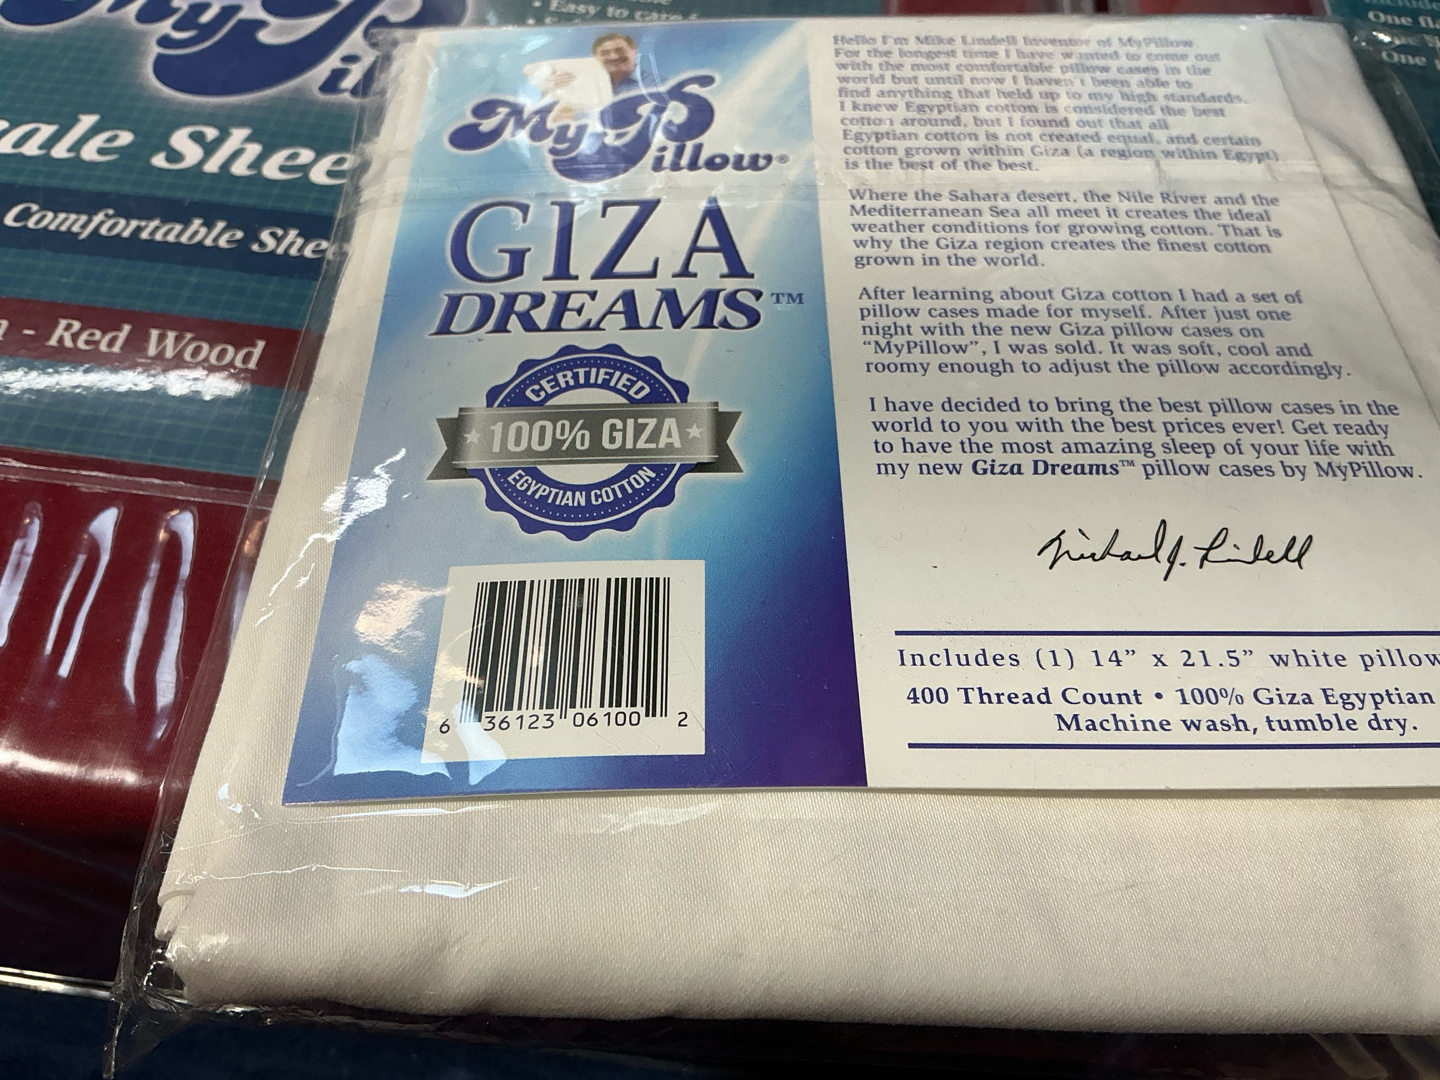 Easy to care
My P
ale Shee
Comfortable Shee
- Red Wood
One fl
One
My Pillow®
GIZA
DREAMS™
CERTIFIED
100% GIZA
EGYPTIAN COTTON
6 36123 06100 2
Hello I'm Mike Lindell Inventor of MyPillow
For the longest time I have wanted to come out
with the most comfortable pillow cases in the
world but until now I haven't been able to
find anything that held up to my high standards.
I knew Egyptian cotton is considered the best
cotton around, but I found out that all
Egyptian cotton is not created equal, and certain
cotton grown within Giza (a region within Egypt)
is the best of the best.
Where the Sahara desert, the Nile River and the
Mediterranean Sea all meet it creates the ideal
weather conditions for growing cotton. That is
why the Giza region creates the finest cotton
grown in the world.
After learning about Giza cotton I had a set of
pillow cases made for myself. After just one
night with the new Giza pillow cases on
“MyPillow”, I was sold. It was soft, cool and
roomy enough to adjust the pillow accordingly.
I have decided to bring the best pillow cases in the
world to you with the best prices ever! Get ready
to have the most amazing sleep of your life with
my new Giza Dreams™ pillow cases by MyPillow.
Michael J. Lindell
Includes (1) 14” x 21.5” white pillow
400 Thread Count • 100% Giza Egyptian
Machine wash, tumble dry.